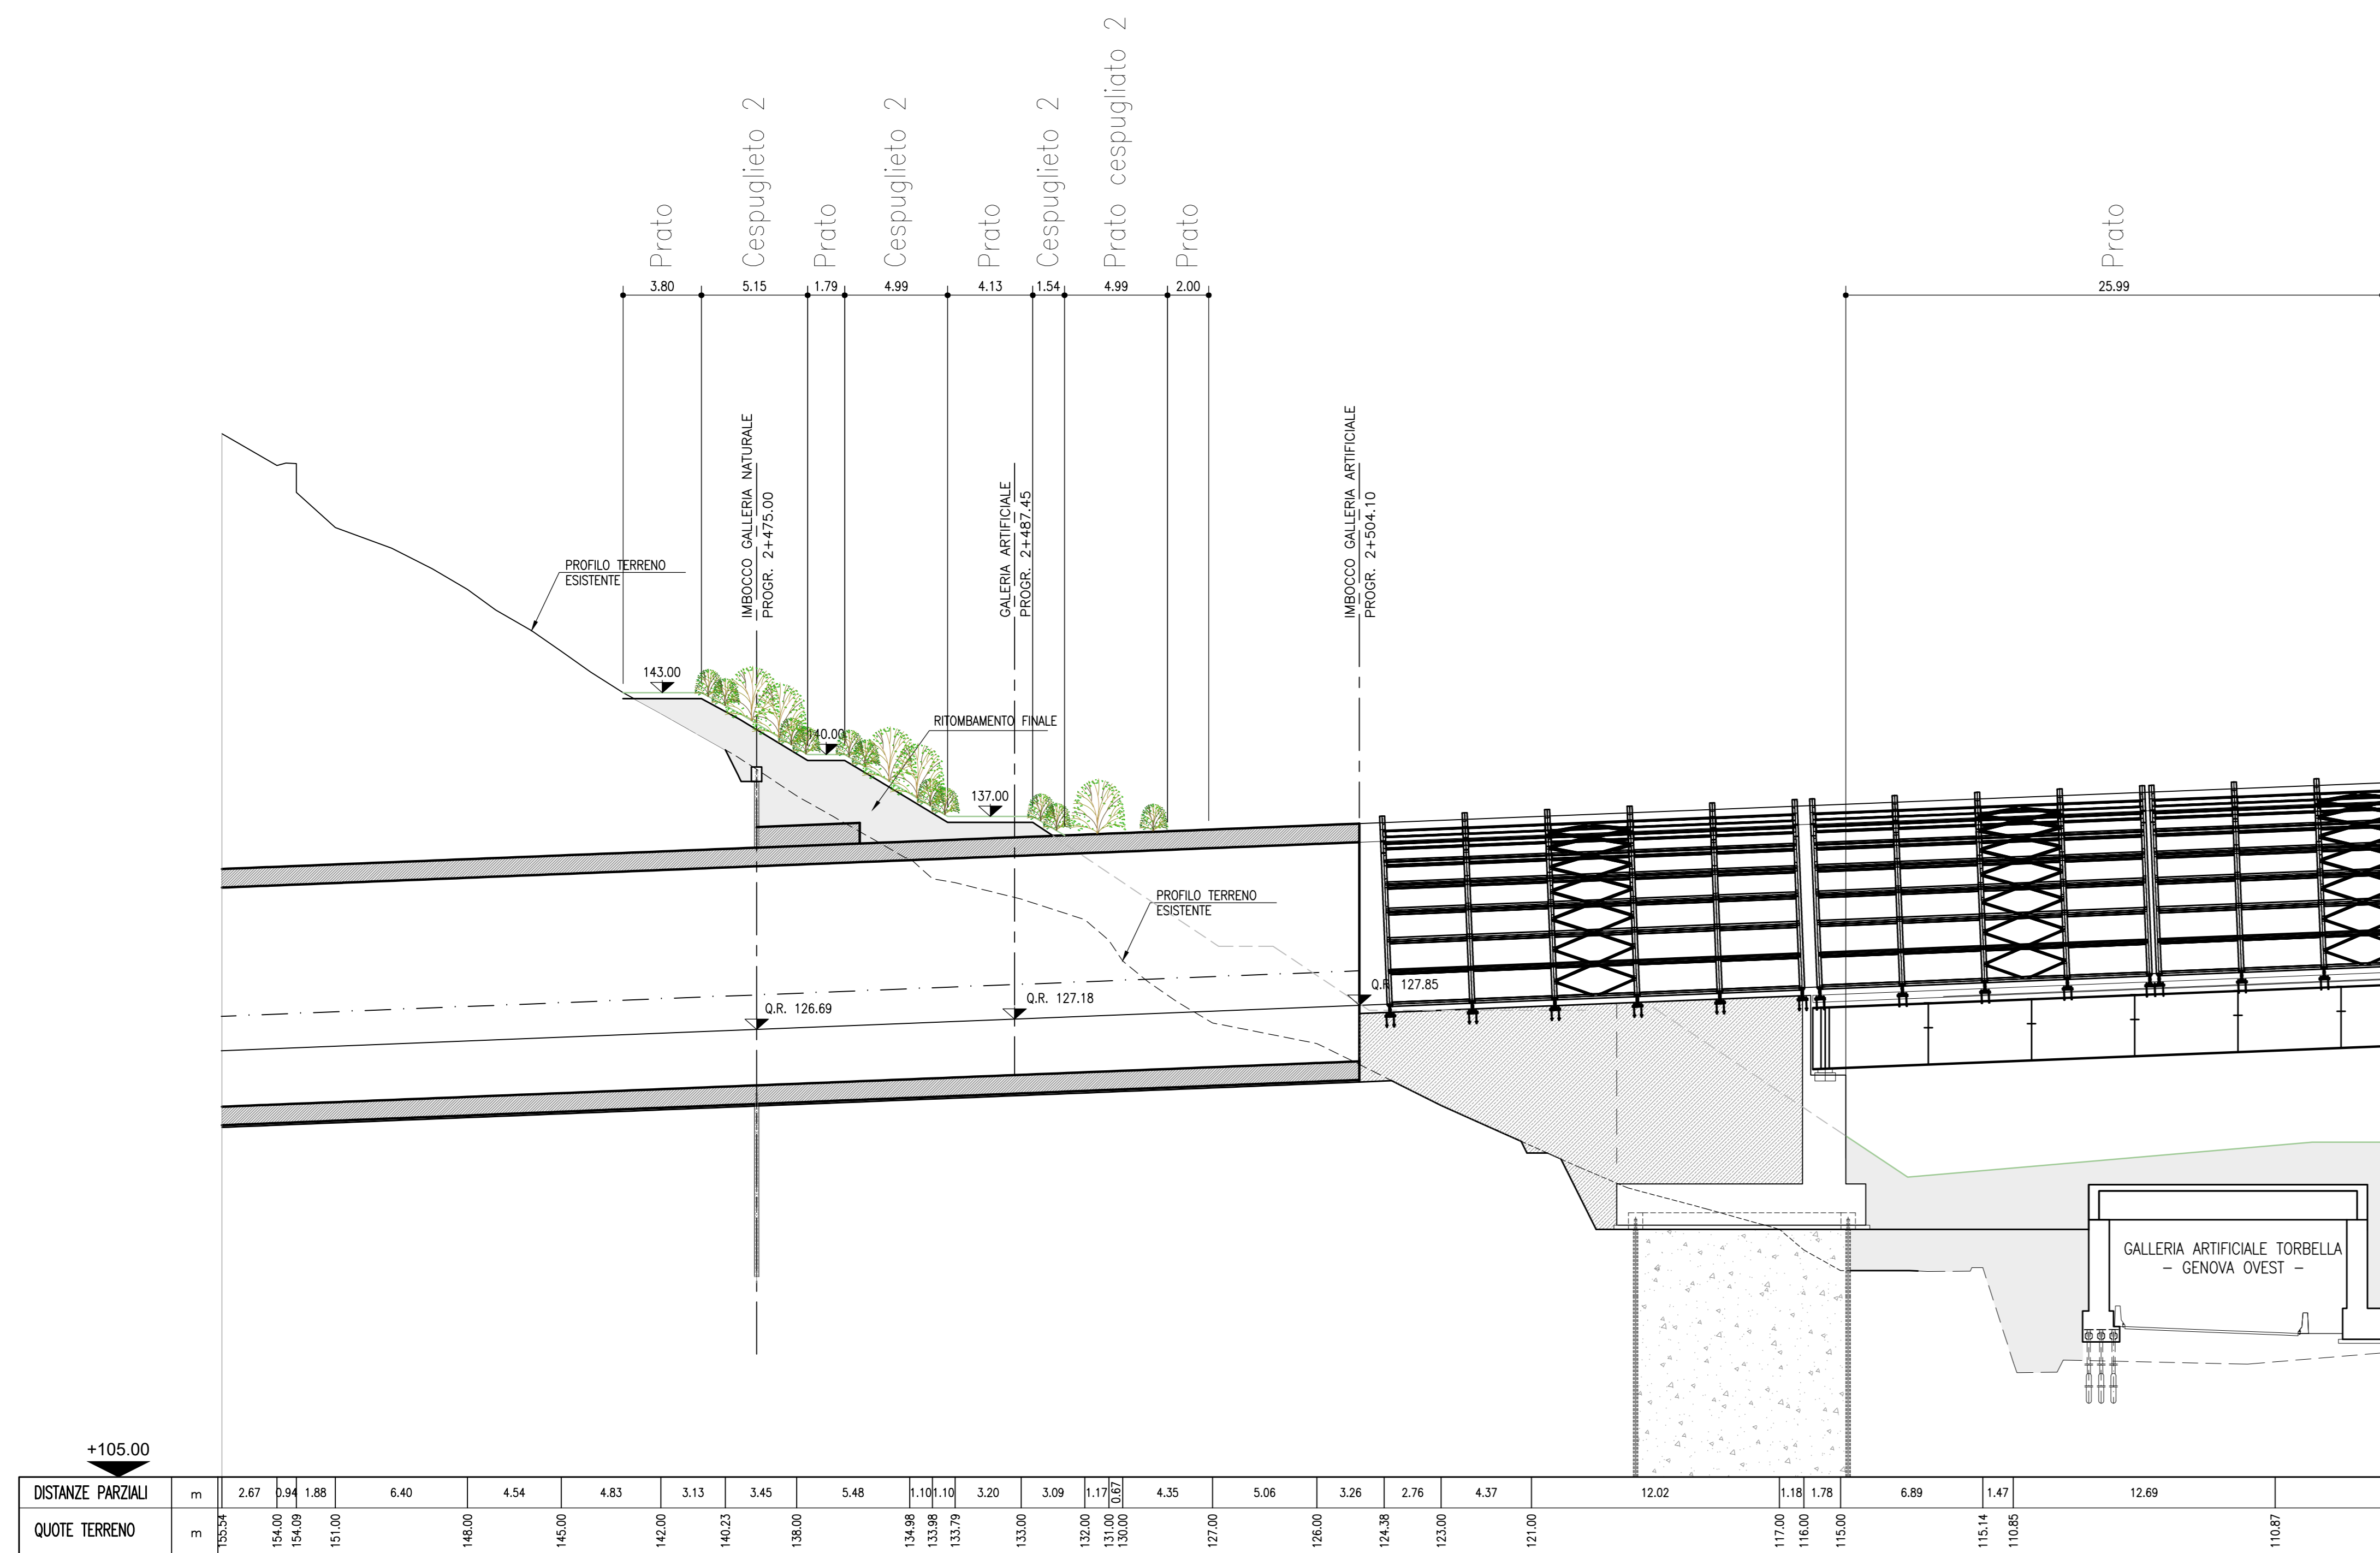 Prato
Cespuglieto 2
Prato
Cespuglieto 2
Prato
Cespuglieto 2
Prato cespugliato 2
Prato
Prato
3.80
5.15
1.79
4.99
4.13
1.54
4.99
2.00
25.99
IMBOCCO GALLERIA NATURALE
PROGR. 2+475.00
GALERIA ARTIFICIALE
PROGR. 2+487.45
IMBOCCO GALLERIA ARTIFICIALE
PROGR. 2+504.10
PROFILO TERRENO
ESISTENTE
143.00
140.00
RITOMBAMENTO FINALE
137.00
PROFILO TERRENO
ESISTENTE
Q.R. 126.69
Q.R. 127.18
Q.R. 127.85
GALLERIA ARTIFICIALE TORBELLA
- GENOVA OVEST -
+105.00
DISTANZE PARZIALI m 2.67 0.94 1.88 6.40 4.54 4.83 3.13 3.45 5.48 1.10 1.10 3.20 3.09 1.17 0.67 4.35 5.06 3.26 2.76 4.37 12.02 1.18 1.78 6.89 1.47 12.69
QUOTE TERRENO m 155.54 154.00 154.09 151.00 148.00 145.00 142.00 140.23 138.00 134.98 133.98 133.79 133.00 132.00 131.00 130.00 127.00 126.00 124.38 123.00 121.00 117.00 116.00 115.00 115.14 110.85 110.87